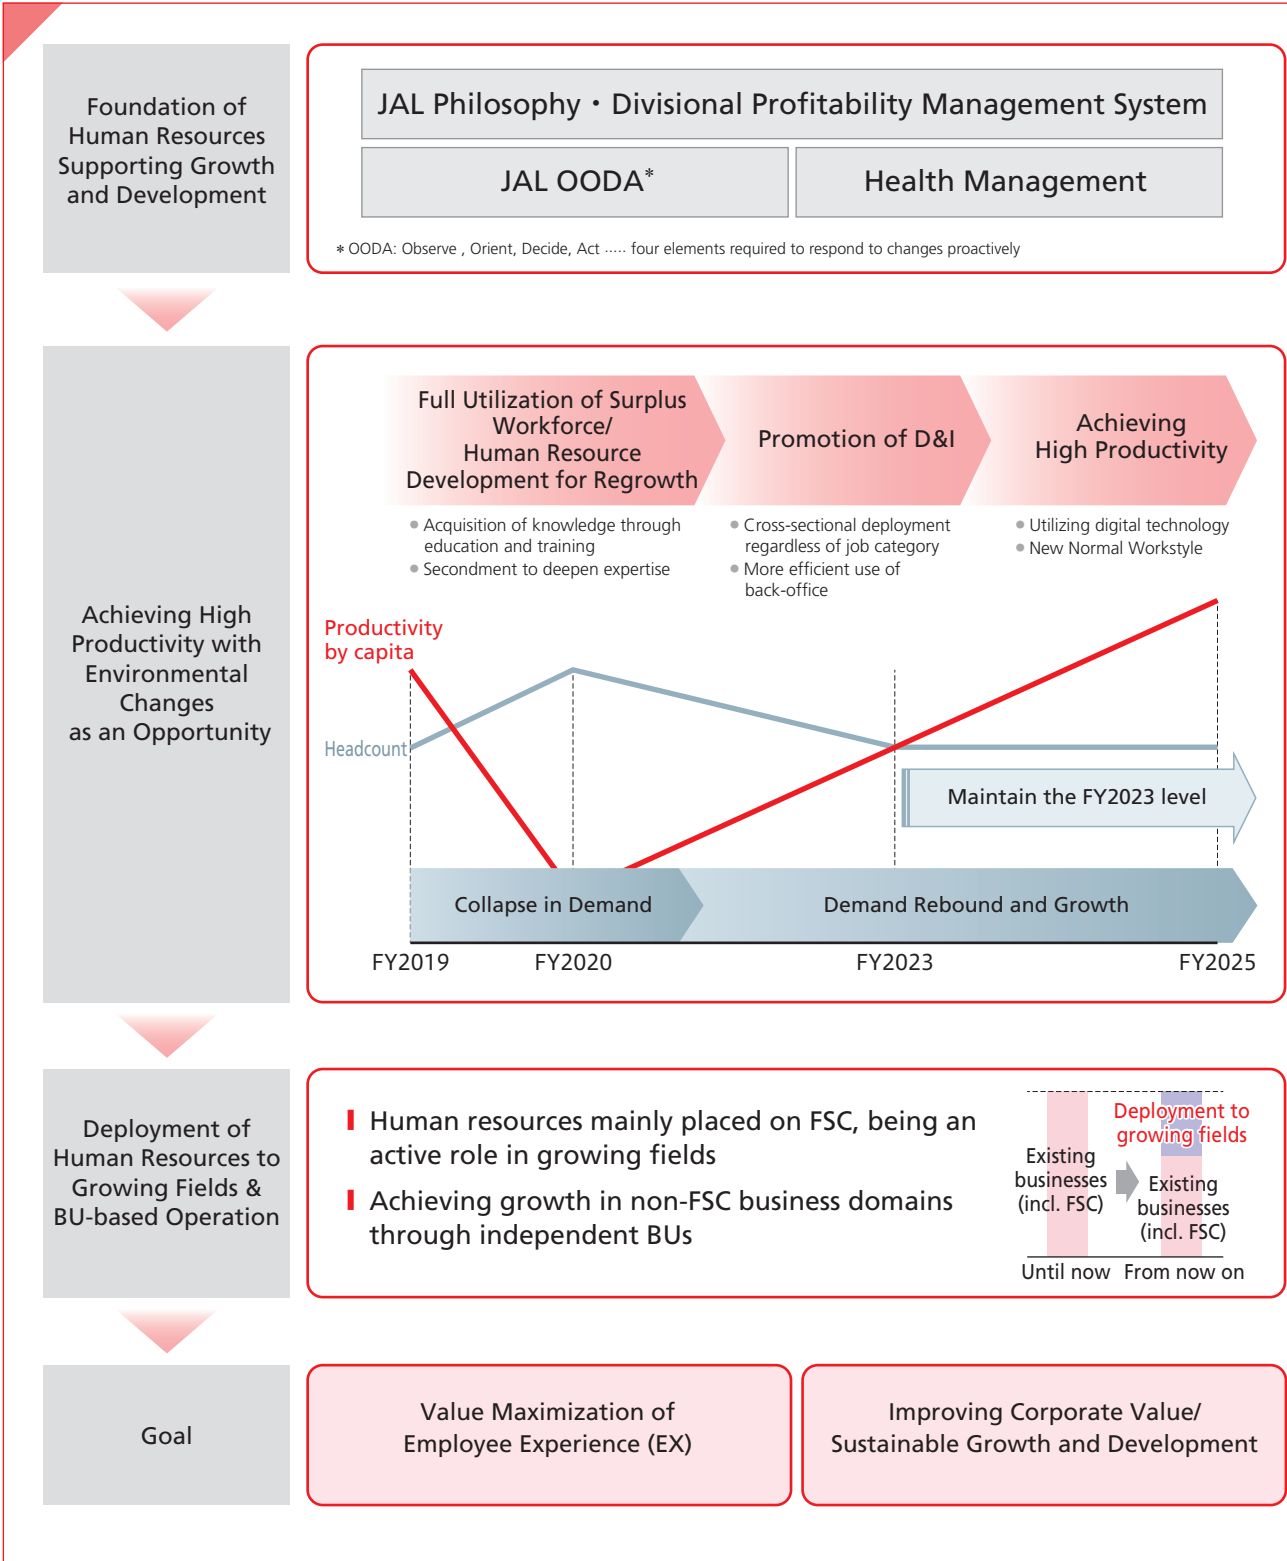 Foundation of
Human Resources
Supporting Growth
and Development
JAL Philosophy・Divisional Profitability Management System
JAL OODA*
Health Management
* OODA: Observe , Orient, Decide, Act ····· four elements required to respond to changes proactively
Achieving High
Productivity with
Environmental
Changes
as an Opportunity
Full Utilization of Surplus
Workforce/
Human Resource
Development for Regrowth
Promotion of D&I
Achieving
High Productivity
● Acquisition of knowledge through
education and training
● Secondment to deepen expertise
● Cross-sectional deployment
regardless of job category
● More efficient use of
back-office
● Utilizing digital technology
● New Normal Workstyle
Productivity
by capita
Headcount
Maintain the FY2023 level
Collapse in Demand
Demand Rebound and Growth
FY2019
FY2020
FY2023
FY2025
Deployment of
Human Resources to
Growing Fields &
BU-based Operation
Human resources mainly placed on FSC, being an
active role in growing fields
Achieving growth in non-FSC business domains
through independent BUs
Existing
businesses
(incl. FSC)
Deployment to
growing fields
Existing
businesses
(incl. FSC)
Until now
From now on
Goal
Value Maximization of
Employee Experience (EX)
Improving Corporate Value/
Sustainable Growth and Development